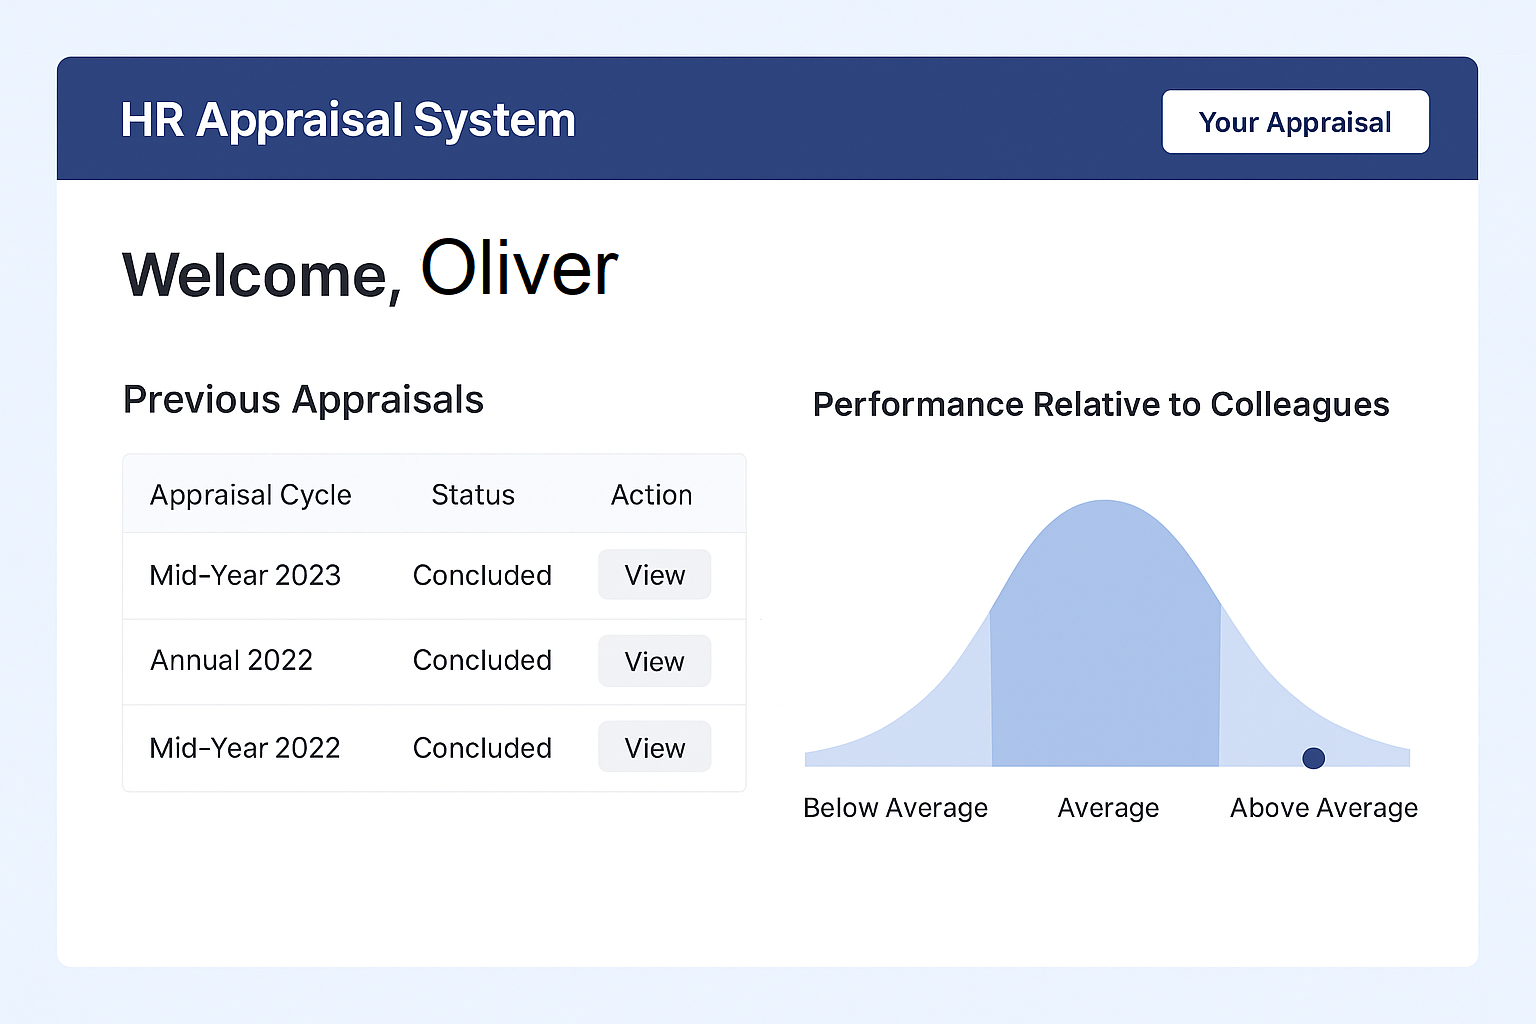 HR Appraisal System
Your Appraisal
Welcome, Oliver
Previous Appraisals
Appraisal Cycle Status Action
Mid-Year 2023 Concluded View
Annual 2022 Concluded View
Mid-Year 2022 Concluded View
Performance Relative to Colleagues
Below Average Average Above Average